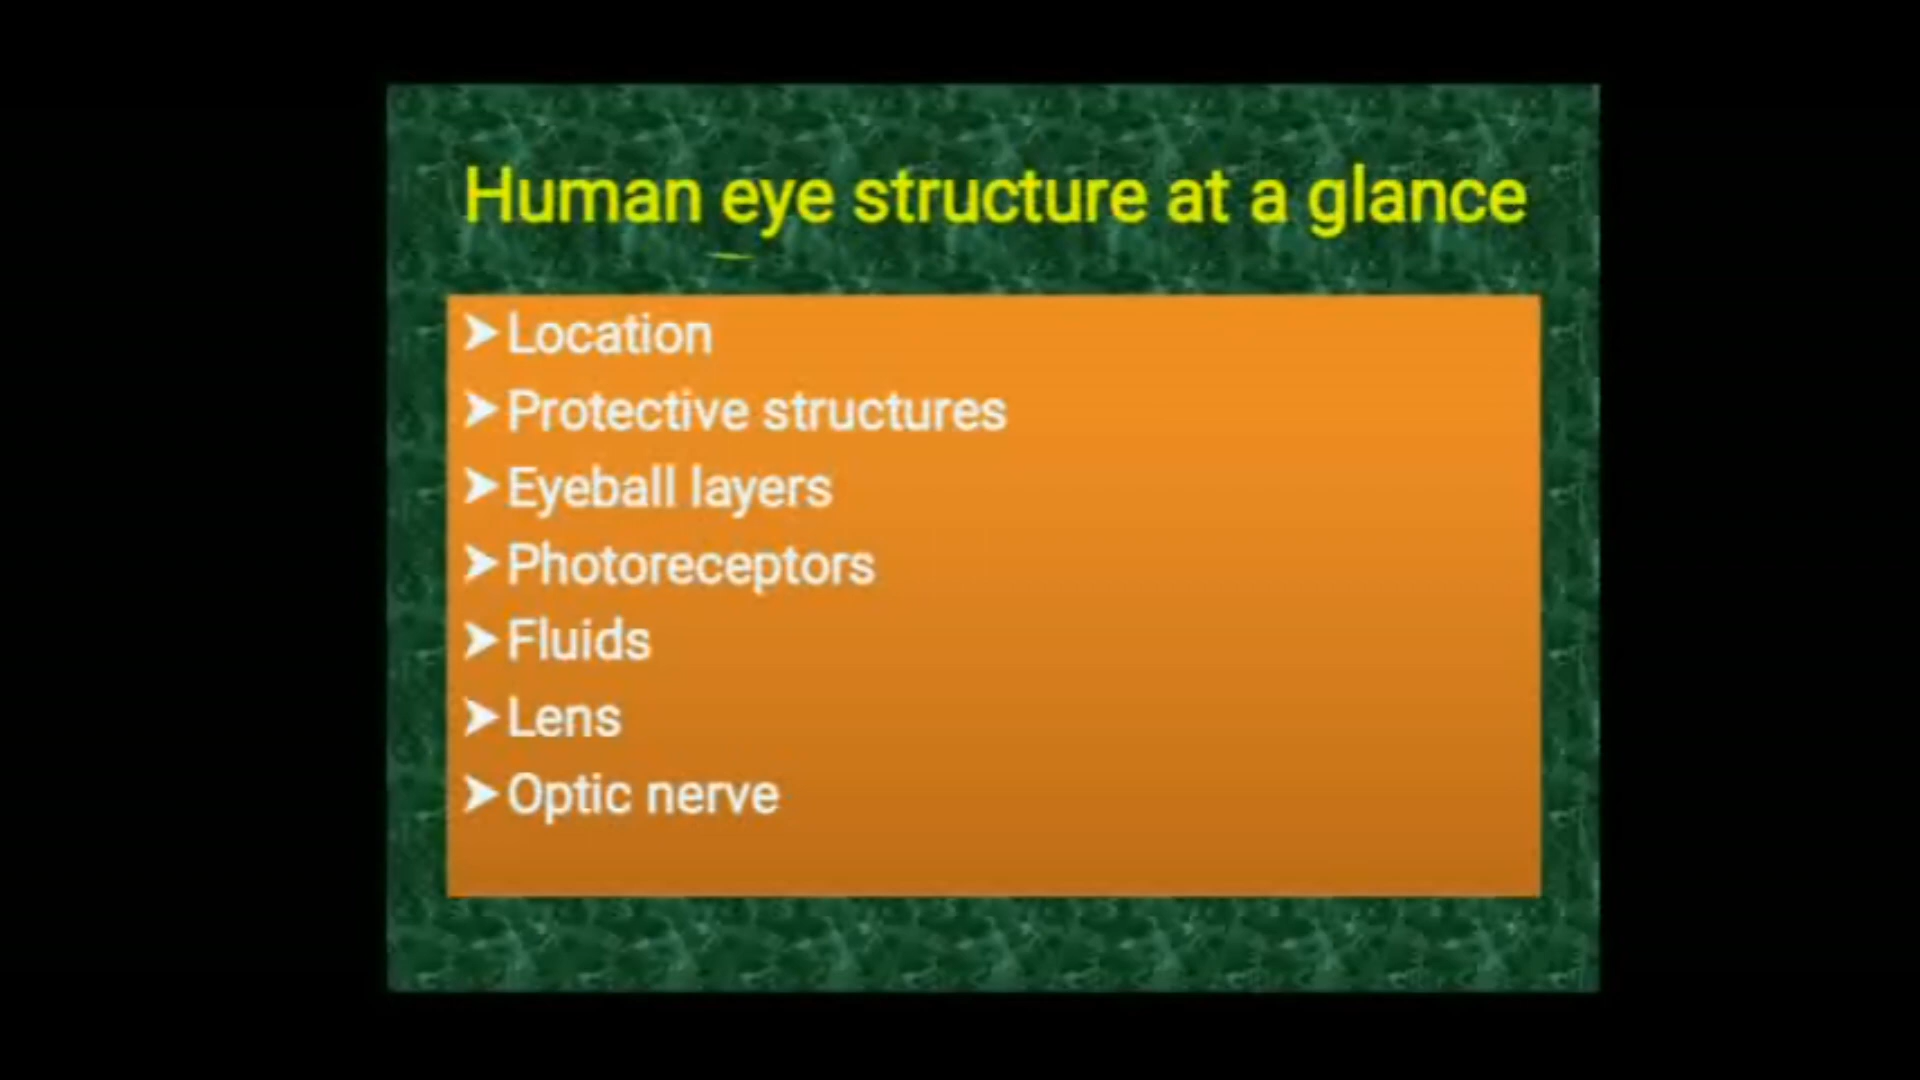 Human eye structure at a glance
➤Location
➤Protective structures
➤Eyeball layers
➤Photoreceptors
➤Fluids
➤Lens
➤Optic nerve